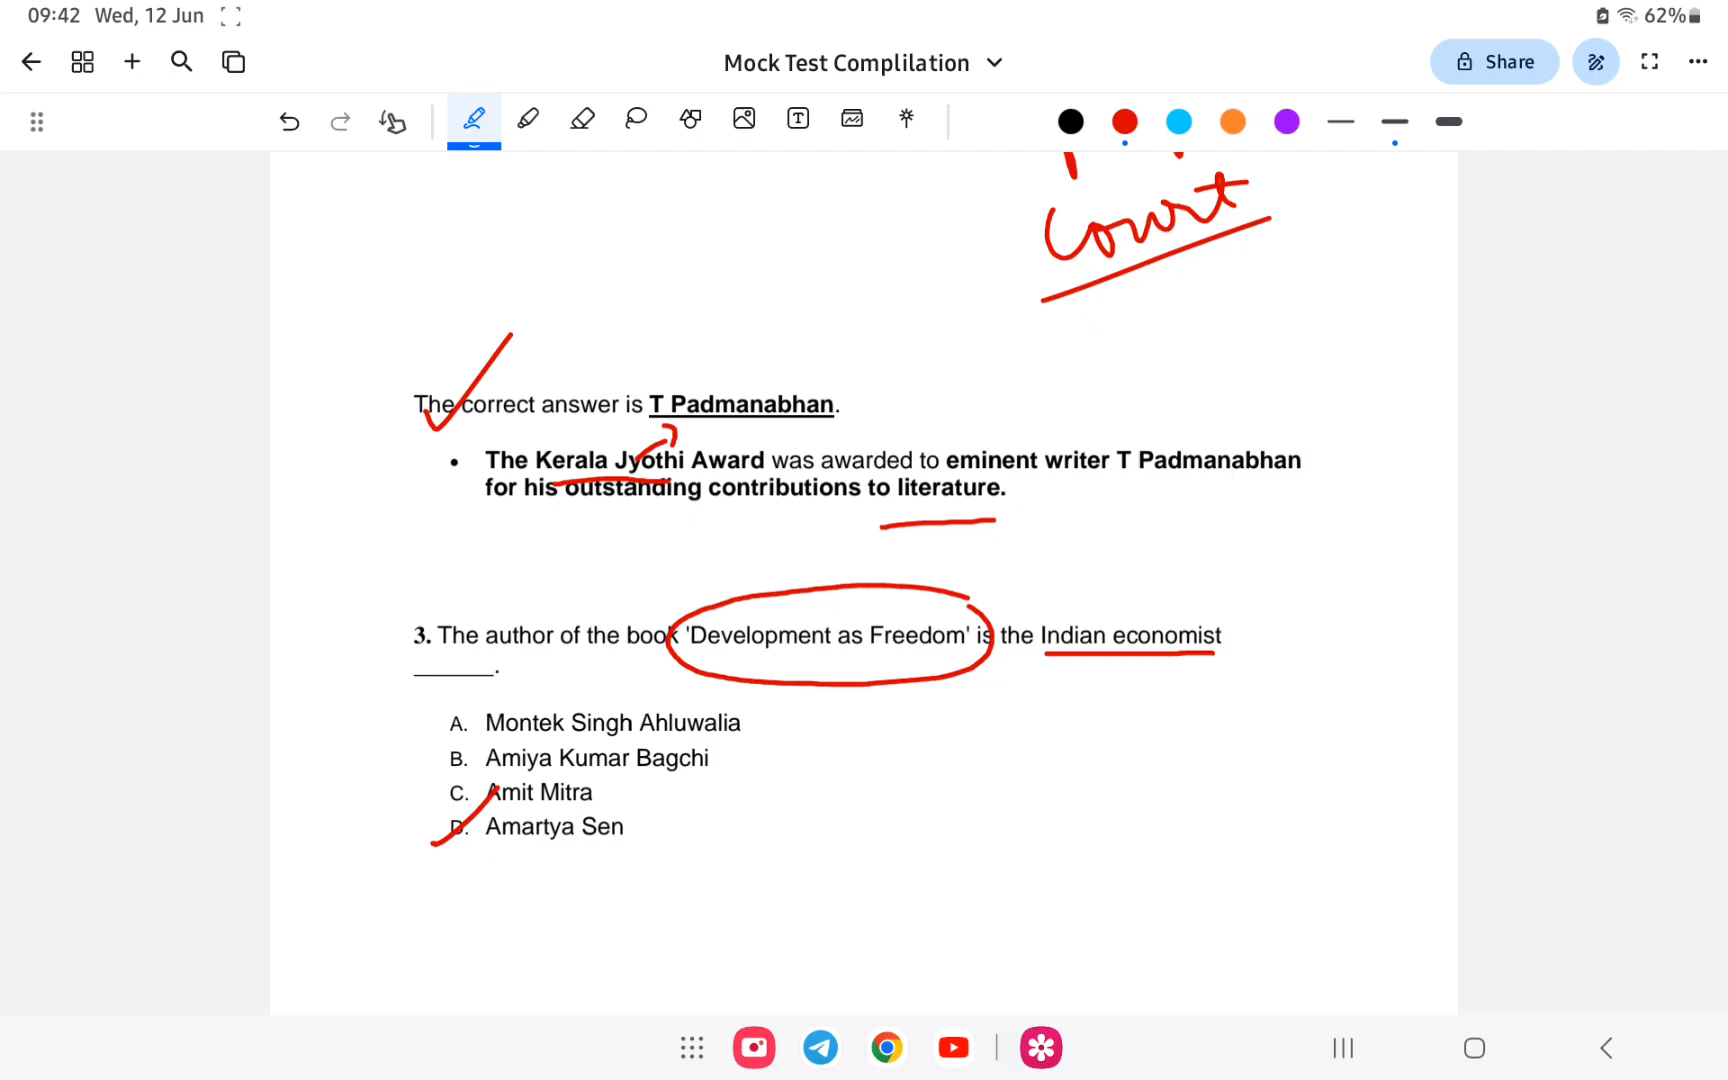 09:42 Wed, 12 Jun 62%
Mock Test Complilation
Share
Court
The correct answer is T Padmanabhan.
• The Kerala Jyothi Award was awarded to eminent writer T Padmanabhan
for his outstanding contributions to literature.
3. The author of the book 'Development as Freedom' is the Indian economist
______.
A. Montek Singh Ahluwalia
B. Amiya Kumar Bagchi
C. Amit Mitra
D. Amartya Sen